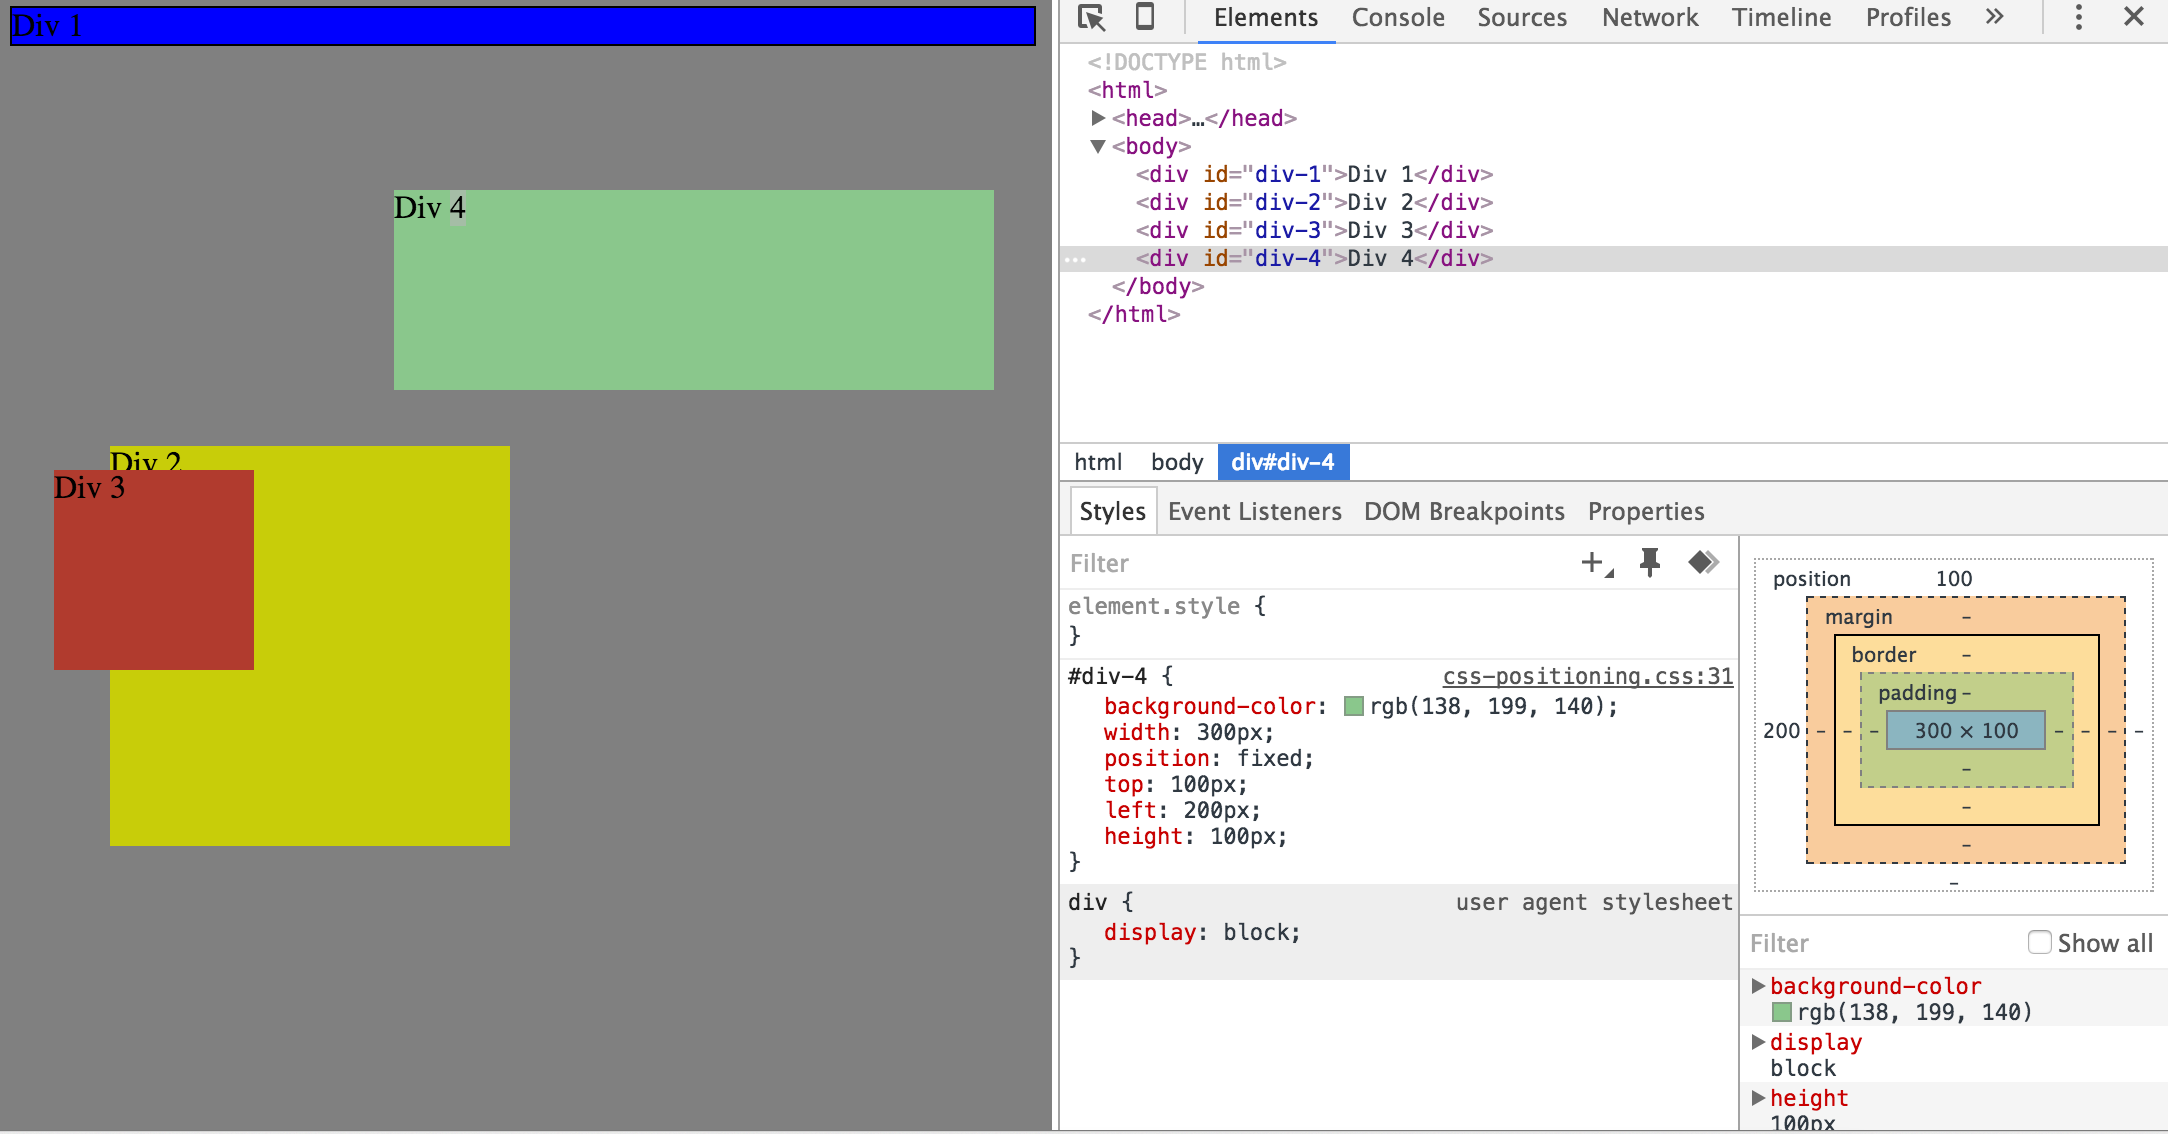 Div 1
Div 4
Div 2
Div 3
Elements Console Sources Network Timeline Profiles »
<!DOCTYPE html>
<html>
<head>…</head>
<body>
<div id="div-1">Div 1</div>
<div id="div-2">Div 2</div>
<div id="div-3">Div 3</div>
... <div id="div-4">Div 4</div>
</body>
</html>
html body div#div-4
Styles Event Listeners DOM Breakpoints Properties
Filter
element.style {
}
#div-4 { css-positioning.css:31
background-color: rgb(138, 199, 140);
width: 300px;
position: fixed;
top: 100px;
left: 200px;
height: 100px;
}
div { user agent stylesheet
display: block;
}
position 100
margin -
border -
padding -
200 - - - 300 × 100 - - - -
-
-
-
-
Filter Show all
background-color
rgb(138, 199, 140)
display
block
height
100px